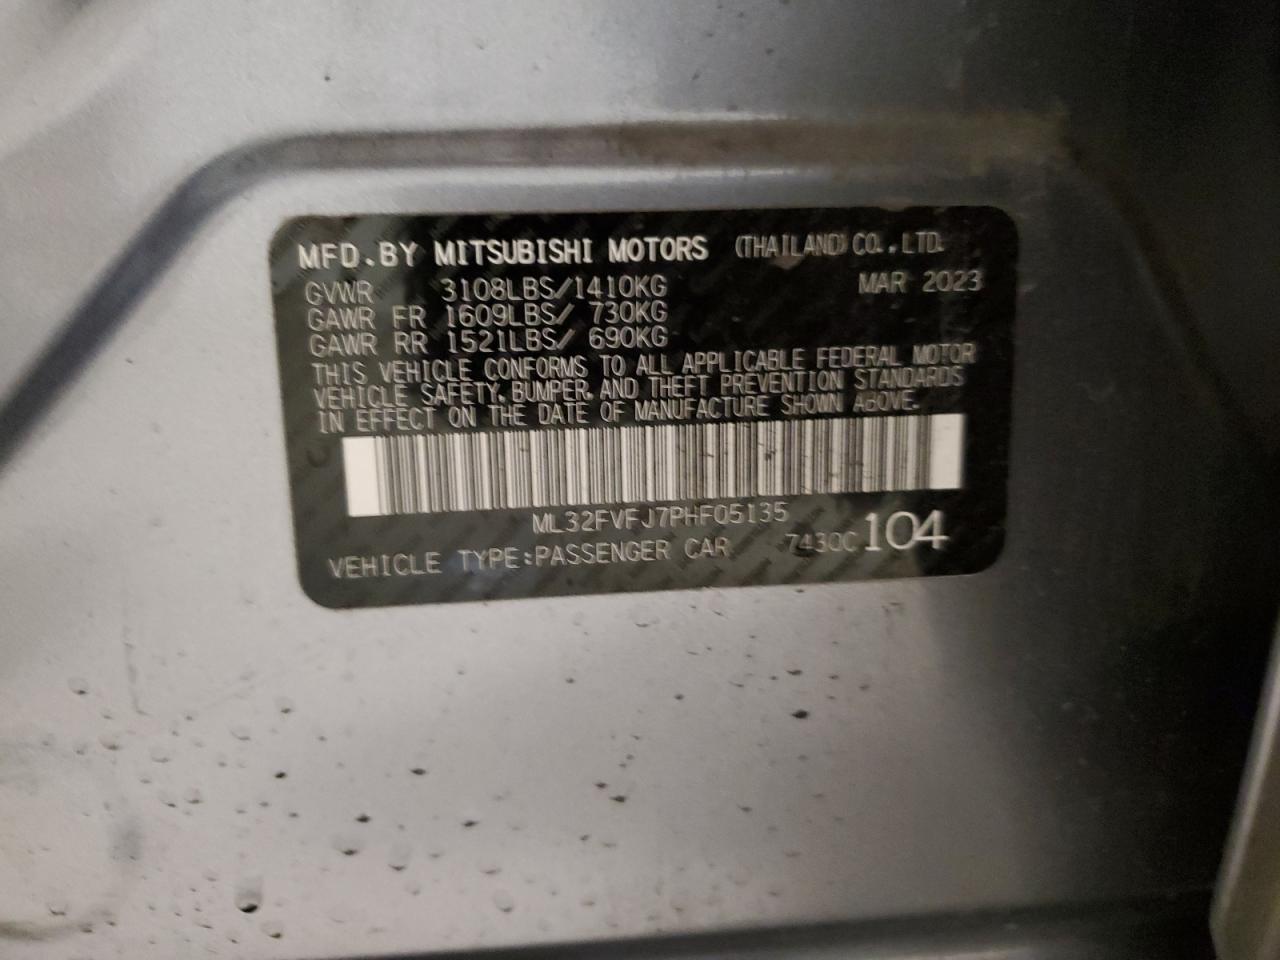 MFD.BY MITSUBISHI MOTORS (THAILAND) CO.,LTD.
GVWR 3108LBS/1410KG MAR 2023
GAWR FR 1609LBS/ 730KG
GAWR RR 1521LBS/ 690KG
THIS VEHICLE CONFORMS TO ALL APPLICABLE FEDERAL MOTOR
VEHICLE SAFETY, BUMPER, AND THEFT PREVENTION STANDARDS
IN EFFECT ON THE DATE OF MANUFACTURE SHOWN ABOVE.
ML32FVFJ7PHF05135
VEHICLE TYPE:PASSENGER CAR 7430C 104